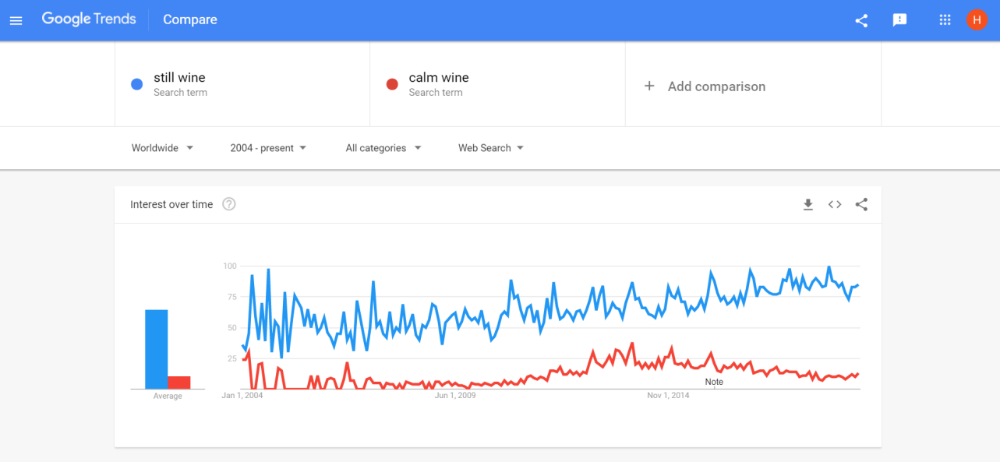 Google Trends Compare H
still wine
Search term
calm wine
Search term
+ Add comparison
Worldwide 2004 - present All categories Web Search
Interest over time ?
100
75
50
25
Note
Average
Jan 1, 2004 Jun 1, 2009 Nov 1, 2014